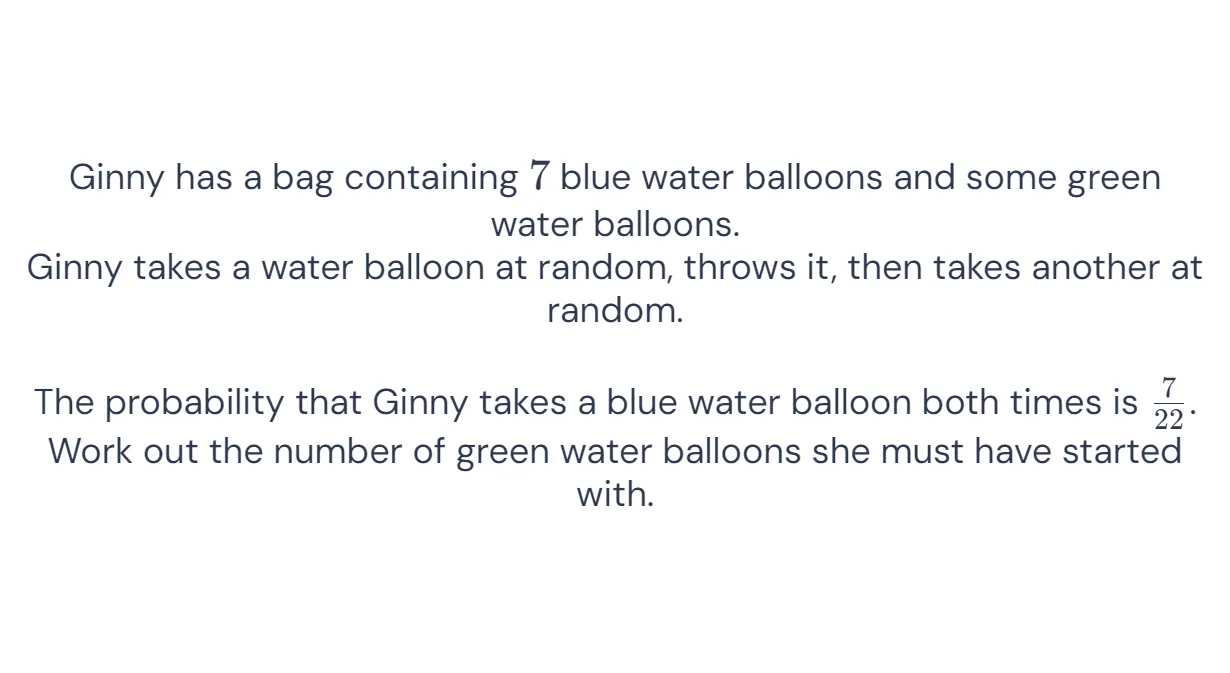 Ginny has a bag containing 7 blue water balloons and some green
water balloons.
Ginny takes a water balloon at random, throws it, then takes another at
random.
The probability that Ginny takes a blue water balloon both times is 7/22.
Work out the number of green water balloons she must have started
with.